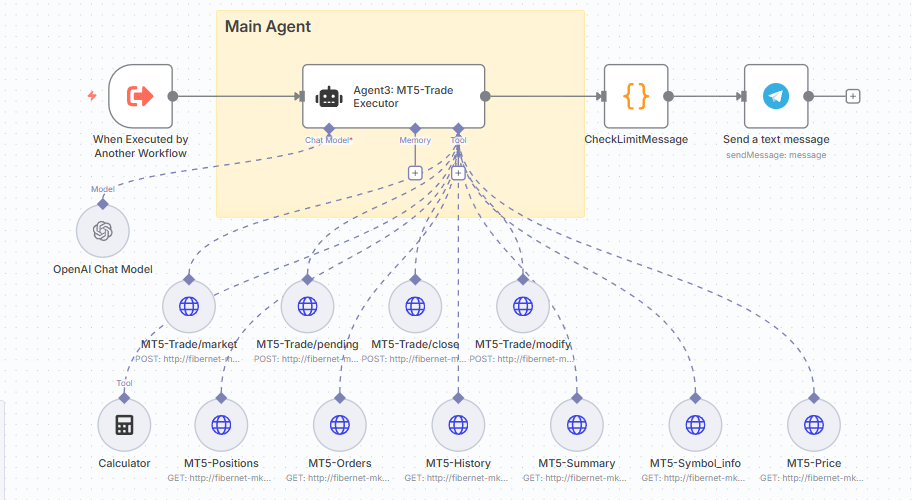 Main Agent
Agent3: MT5-Trade
Executor
When Executed by
Another Workflow
Chat Model*
Memory
Tool
CheckLimitMessage
Send a text message
sendMessage: message
Model
OpenAI Chat Model
MT5-Trade/market
MT5-Trade/pending
MT5-Trade/close
MT5-Trade/modify
POST: http://fibernet-m...
POST: http://fibernet-m...
POST: http://fibernet-m...
POST: http://fibernet-m...
Tool
Calculator
MT5-Positions
MT5-Orders
MT5-History
MT5-Summary
MT5-Symbol_info
MT5-Price
GET: http://fibernet-mk...
GET: http://fibernet-mk...
GET: http://fibernet-mk...
GET: http://fibernet-mk...
GET: http://fibernet-mk...
GET: http://fibernet-mk...